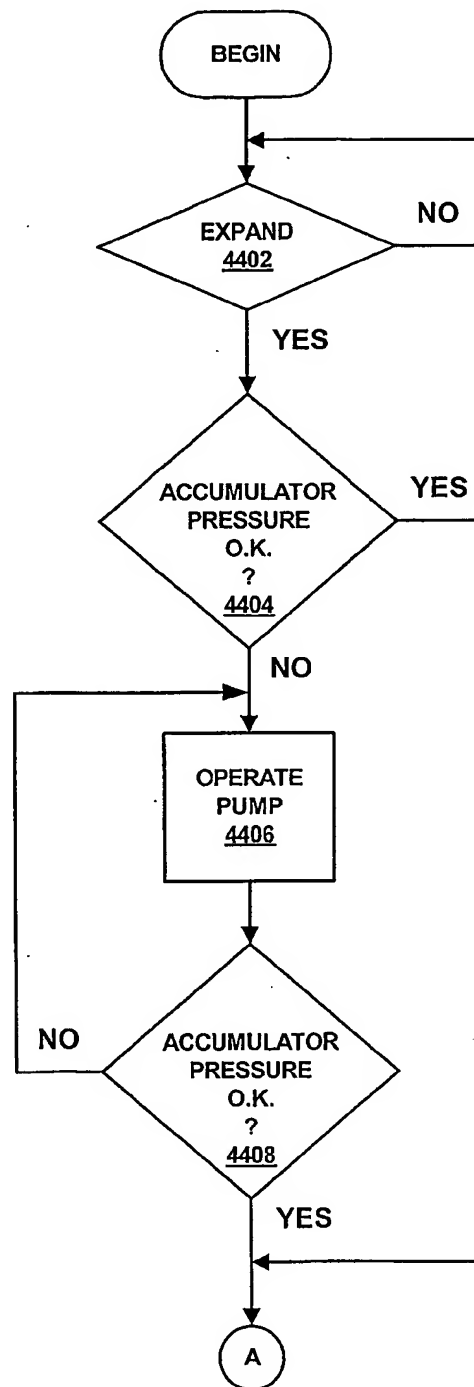 BEGIN
EXPAND
4402
NO
YES
ACCUMULATOR
PRESSURE
O.K.
?
4404
YES
NO
OPERATE
PUMP
4406
ACCUMULATOR
PRESSURE
O.K.
?
4408
NO
YES
A